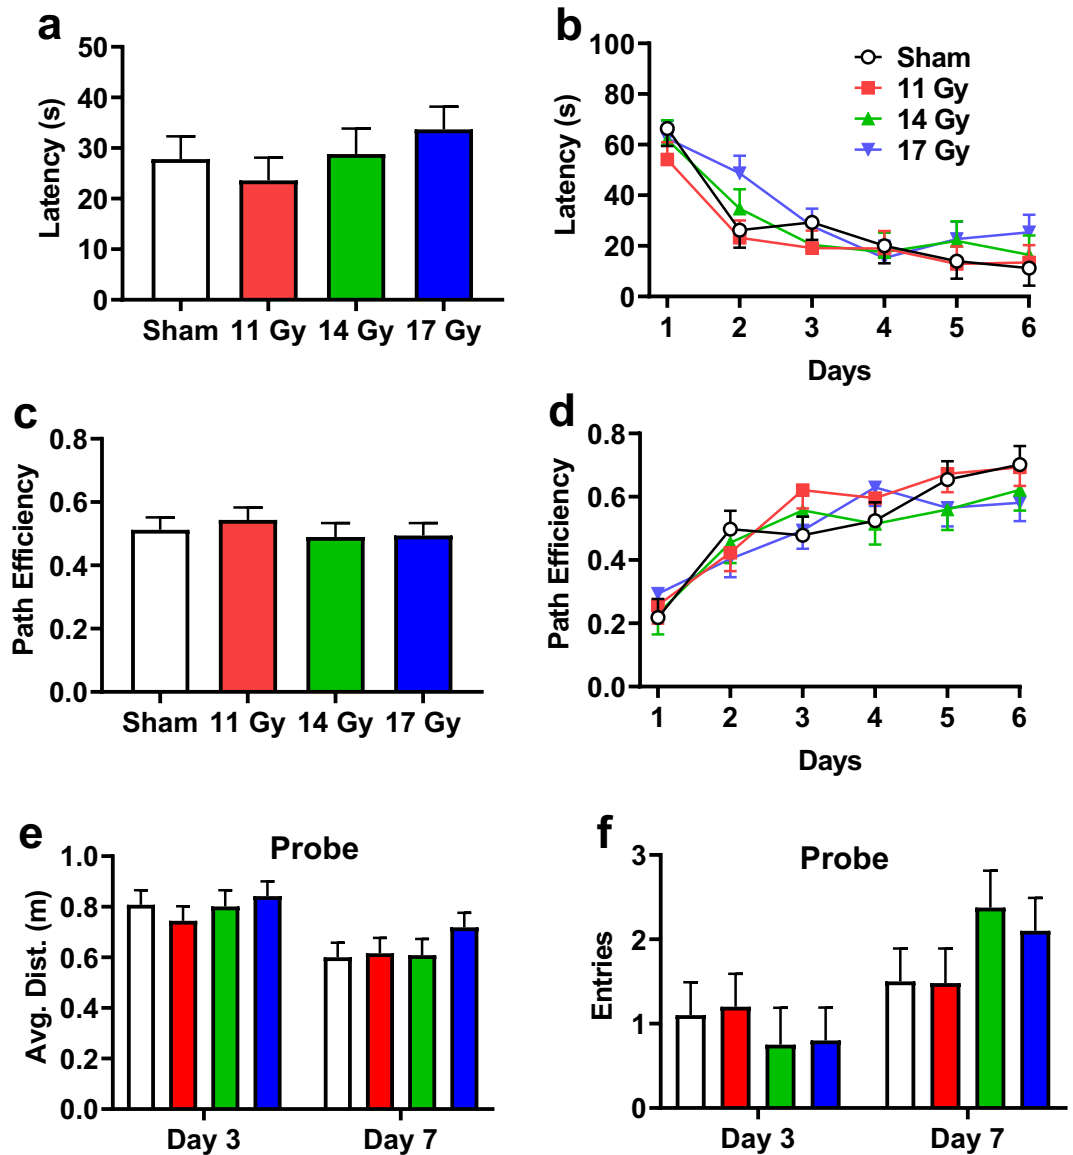 a
50
40
30
20
10
0
Latency (s)
Sham 11 Gy 14 Gy 17 Gy
b
100
80
60
40
20
0
Latency (s)
Sham
11 Gy
14 Gy
17 Gy
1 2 3 4 5 6
Days
c
0.8
0.6
0.4
0.2
0.0
Path Efficiency
Sham 11 Gy 14 Gy 17 Gy
d
0.8
0.6
0.4
0.2
0.0
Path Efficiency
1 2 3 4 5 6
Days
e
Probe
1.0
0.8
0.6
0.4
0.2
0.0
Avg. Dist. (m)
Day 3 Day 7
f
Probe
3
2
1
0
Entries
Day 3 Day 7